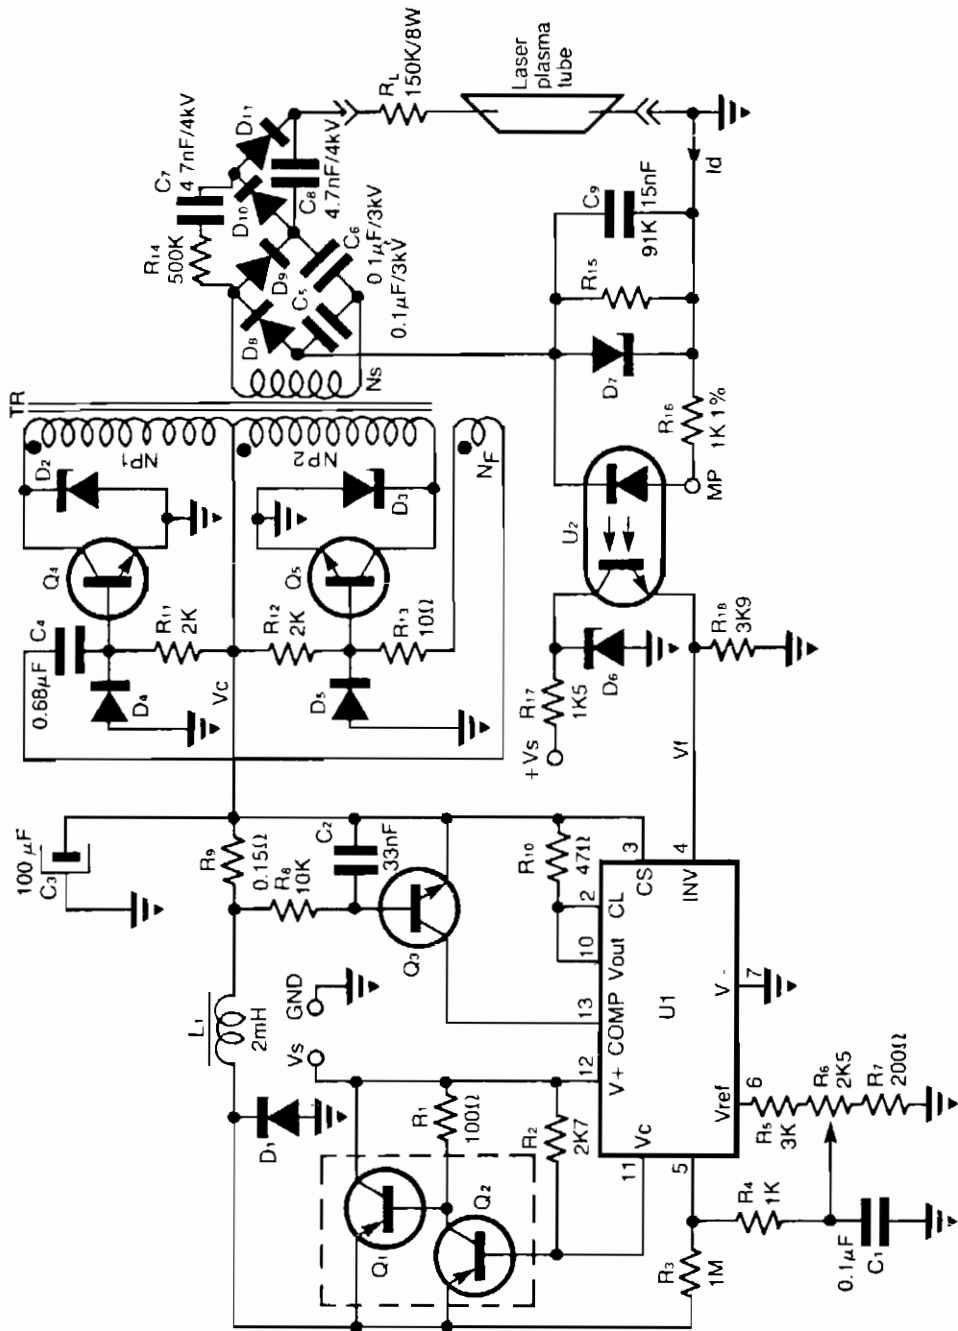 TR
C7
4.7nF/4kV
R14
500K
D11
D10
C8
4.7nF/4kV
D9
D8
C5
C6
0.1µF/3kV
0.1µF/3kV
Ns
RL
150K/8W
Laser
plasma
tube
Id
C9
15nF
91K
R15
D7
R16
1K 1%
MP
U2
D2
NP1
NP2
D3
NF
Q4
Q5
C4
0.68µF
R11
2K
R12
2K
R13
10Ω
D4
Vc
D5
R17
1K5
+Vs
D6
R18
3K9
Vf
100 µF
C3
R9
0.15Ω
R8
10K
C2
33nF
Q3
R10
47Ω
L1
2mH
GND
Vs
D1
R1
100Ω
R2
2K7
Q1
Q2
3
CS
4
INV
2
CL
10
Vout
13
COMP
12
V+
11
Vc
U1
V -
7
Vref
6
5
R5
3K
R6
2K5
R7
200Ω
R4
1K
R3
1M
0.1µF
C1